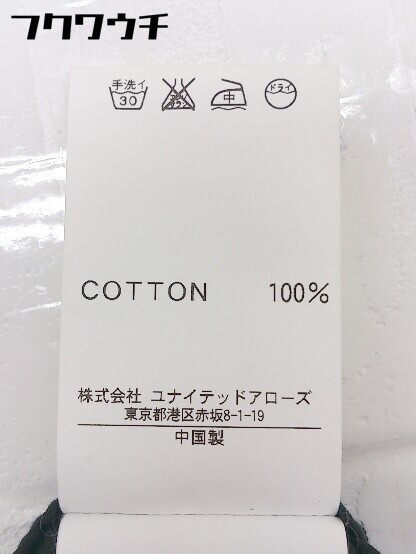 フクワウチ
手洗イ 30 中 ドライ
COTTON 100%
株式会社 ユナイテッドアローズ
東京都港区赤坂8-1-19
中国製